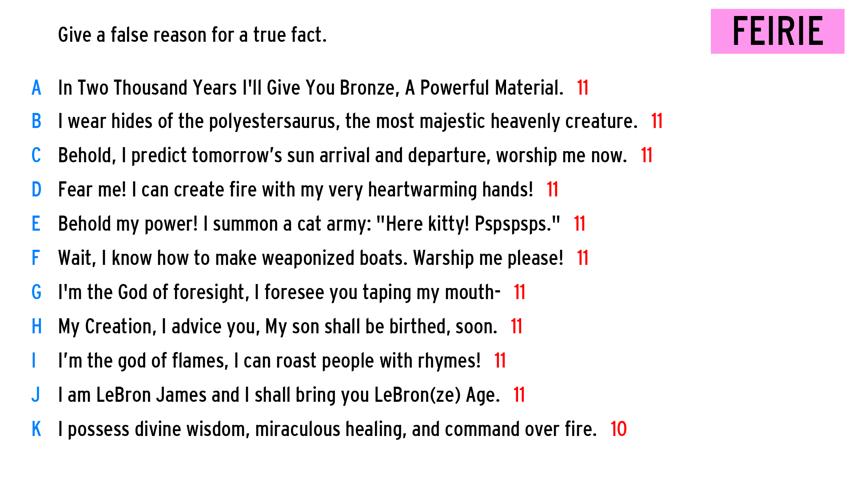 Give a false reason for a true fact.
FEIRIE
A In Two Thousand Years I'll Give You Bronze, A Powerful Material. 11
B I wear hides of the polyestersaurus, the most majestic heavenly creature. 11
C Behold, I predict tomorrow’s sun arrival and departure, worship me now. 11
D Fear me! I can create fire with my very heartwarming hands! 11
E Behold my power! I summon a cat army: "Here kitty! Pspspsps." 11
F Wait, I know how to make weaponized boats. Warship me please! 11
G I'm the God of foresight, I foresee you taping my mouth- 11
H My Creation, I advice you, My son shall be birthed, soon. 11
I I’m the god of flames, I can roast people with rhymes! 11
J I am LeBron James and I shall bring you LeBron(ze) Age. 11
K I possess divine wisdom, miraculous healing, and command over fire. 10